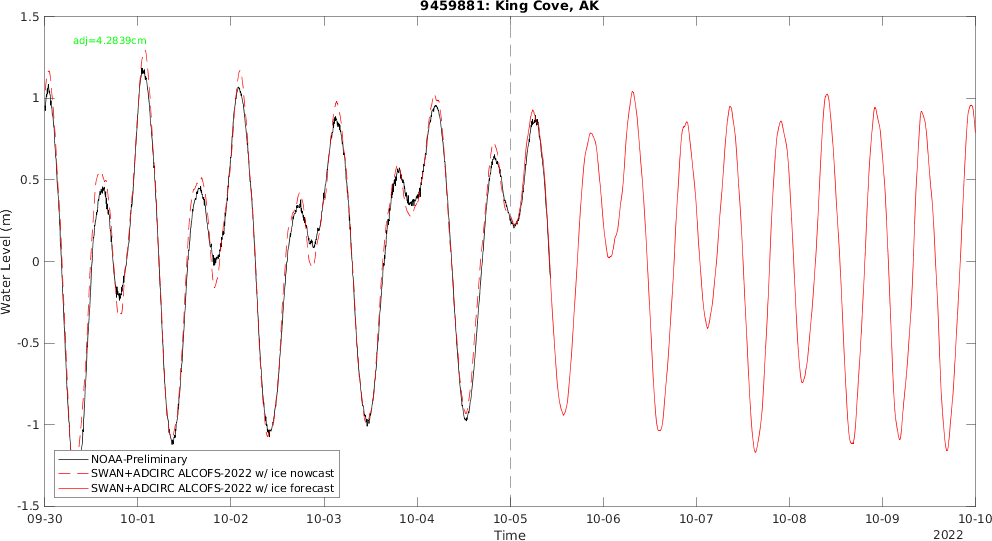 9459881: King Cove, AK
adj=4.2839cm
Water Level (m)
1.5
1
0.5
0
-0.5
-1
-1.5
NOAA-Preliminary
SWAN+ADCIRC ALCOFS-2022 w/ ice nowcast
SWAN+ADCIRC ALCOFS-2022 w/ ice forecast
09-30 10-01 10-02 10-03 10-04 10-05 10-06 10-07 10-08 10-09 10-10
Time
2022